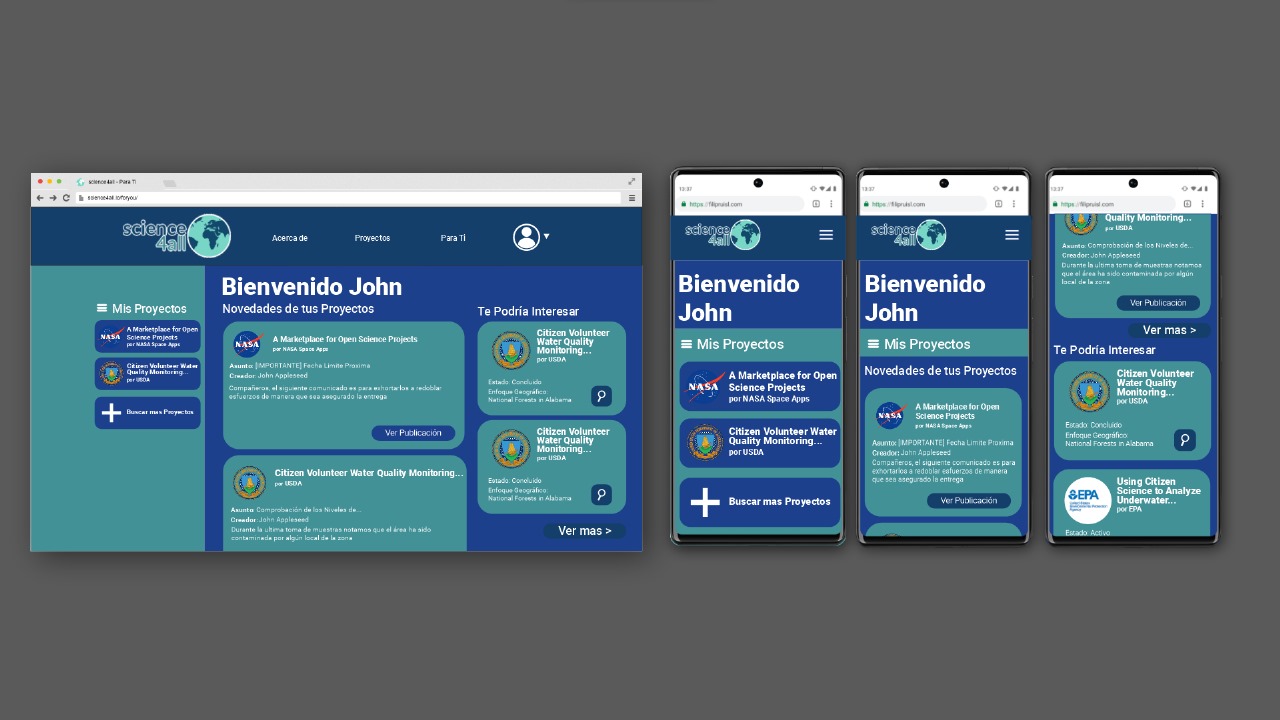 science4all - Para Ti
science4all.io/foryou/
science
4all
Acerca de
Proyectos
Para Ti
Mis Proyectos
NASA
A Marketplace for Open
Science Projects
por NASA Space Apps
Citizen Volunteer
Water Quality
Monitoring...
por USDA
Buscar mas Proyectos
Bienvenido John
Novedades de tus Proyectos
NASA
A Marketplace for Open Science Projects
por NASA Space Apps
Asunto: [IMPORTANTE] Fecha Limite Proxima
Creador: John Appleseed
Compañeros, el siguiente comunicado es para exhortarlos a redoblar
esfuerzos de manera que sea asegurado la entrega
Ver Publicación
Citizen Volunteer Water Quality Monitoring...
por USDA
Asunto: Comprobación de los Niveles de...
Creador: John Appleseed
Durante la ultima toma de muestras notamos que el área ha sido
contaminada por algún local de la zona
Te Podría Interesar
Citizen Volunteer
Water Quality
Monitoring...
por USDA
Estado: Concluido
Enfoque Geográfico:
National Forests in Alabama
Citizen Volunteer
Water Quality
Monitoring...
por USDA
Estado: Concluido
Enfoque Geográfico:
National Forests in Alabama
Ver mas >
13:37
https://filipruisl.com
science
4all
Bienvenido
John
Mis Proyectos
NASA
A Marketplace for Open
Science Projects
por NASA Space Apps
Citizen Volunteer Water
Quality Monitoring...
por USDA
Buscar mas Proyectos
13:37
https://filipruisl.com
science
4all
Bienvenido
John
Mis Proyectos
Novedades de tus Proyectos
NASA
A Marketplace for Open
Science Projects
por NASA Space Apps
Asunto: [IMPORTANTE] Fecha Limite Proxima
Creador: John Appleseed
Compañeros, el siguiente comunicado es para
exhortarlos a redoblar esfuerzos de manera
que sea asegurado la entrega
Ver Publicación
13:37
https://filipruisl.com
Quality Monitoring...
por USDA
Asunto: Comprobación de los Niveles de...
Creador: John Appleseed
Durante la ultima toma de muestras notamos
que el área ha sido contaminada por algún
local de la zona
Ver Publicación
Ver mas >
Te Podría Interesar
Citizen Volunteer
Water Quality
Monitoring...
por USDA
Estado: Concluido
Enfoque Geográfico:
National Forests in Alabama
EPA
Using Citizen
Science to Analyze
Underwater...
por EPA
Estado: Activo